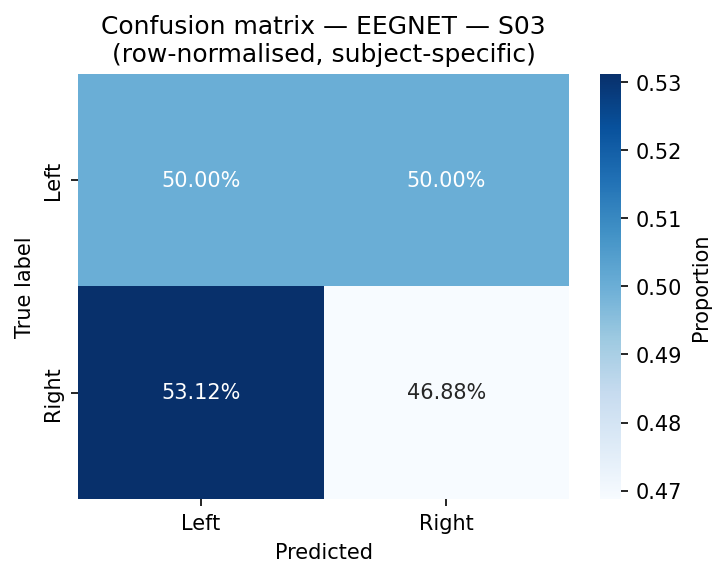 Confusion matrix — EEGNET — S03
(row-normalised, subject-specific)
True label
Left
Right
50.00%
50.00%
53.12%
46.88%
Left
Right
Predicted
0.53
0.52
0.51
0.50
0.49
0.48
0.47
Proportion